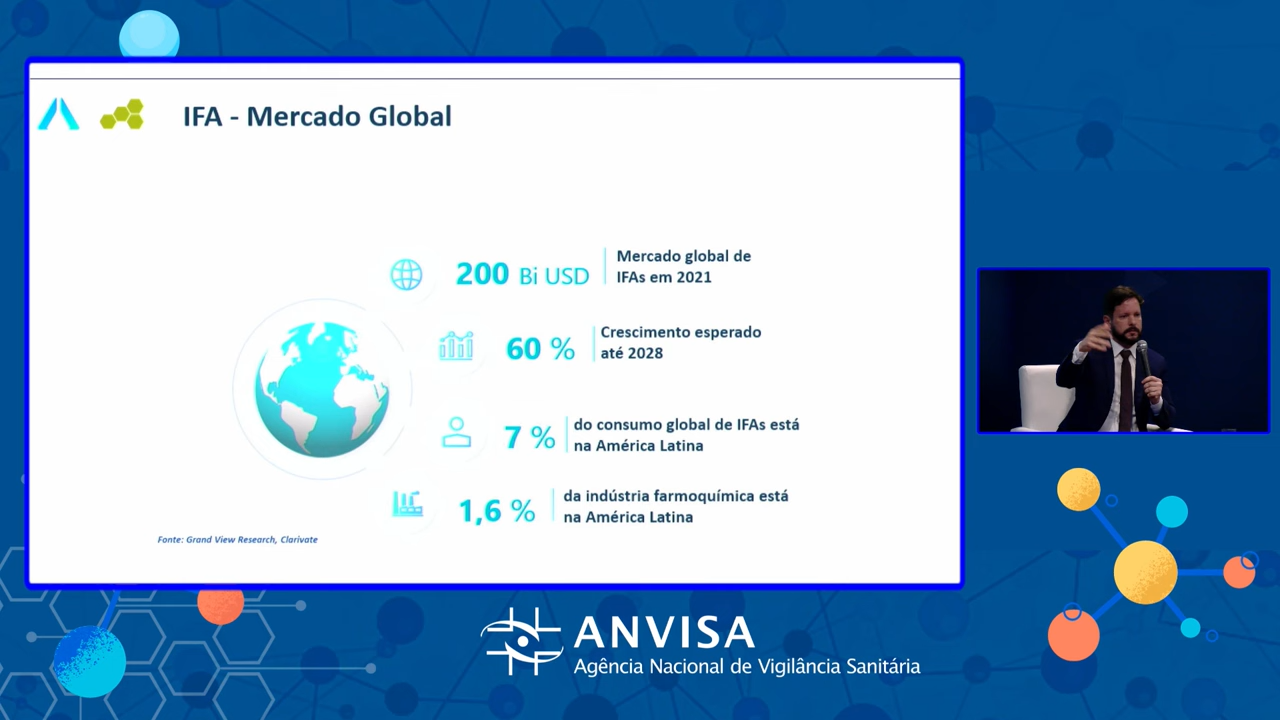 IFA - Mercado Global
200 Bi USD
Mercado global de
IFAs em 2021
60 %
Crescimento esperado
até 2028
7 %
do consumo global de IFAs está
na América Latina
1,6 %
da indústria farmoquímica está
na América Latina
Fonte: Grand View Research, Clarivate
ANVISA
Agência Nacional de Vigilância Sanitária